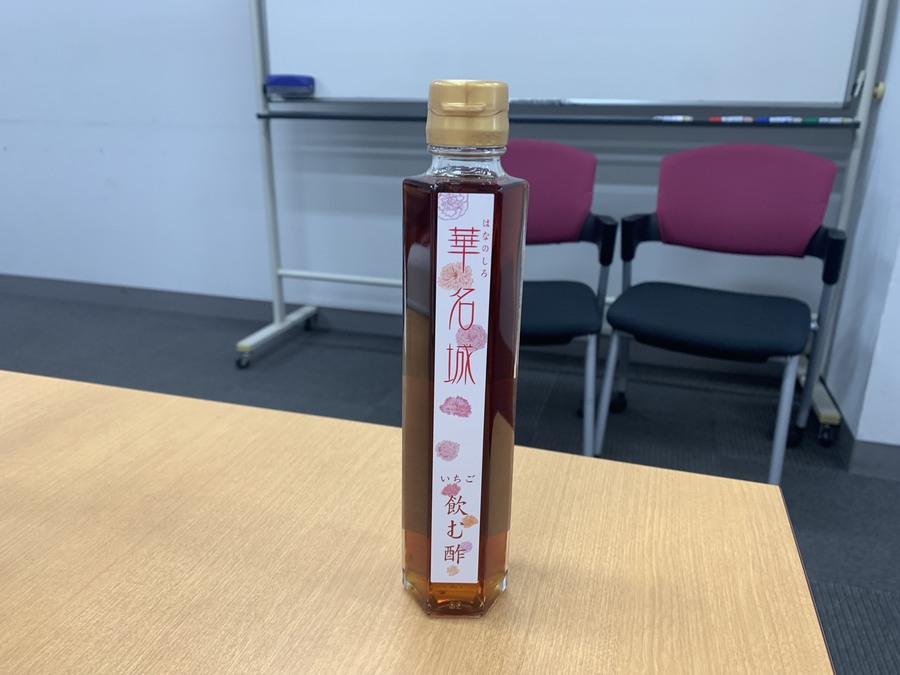 はなのしろ
華名城
いちご
飲む酢